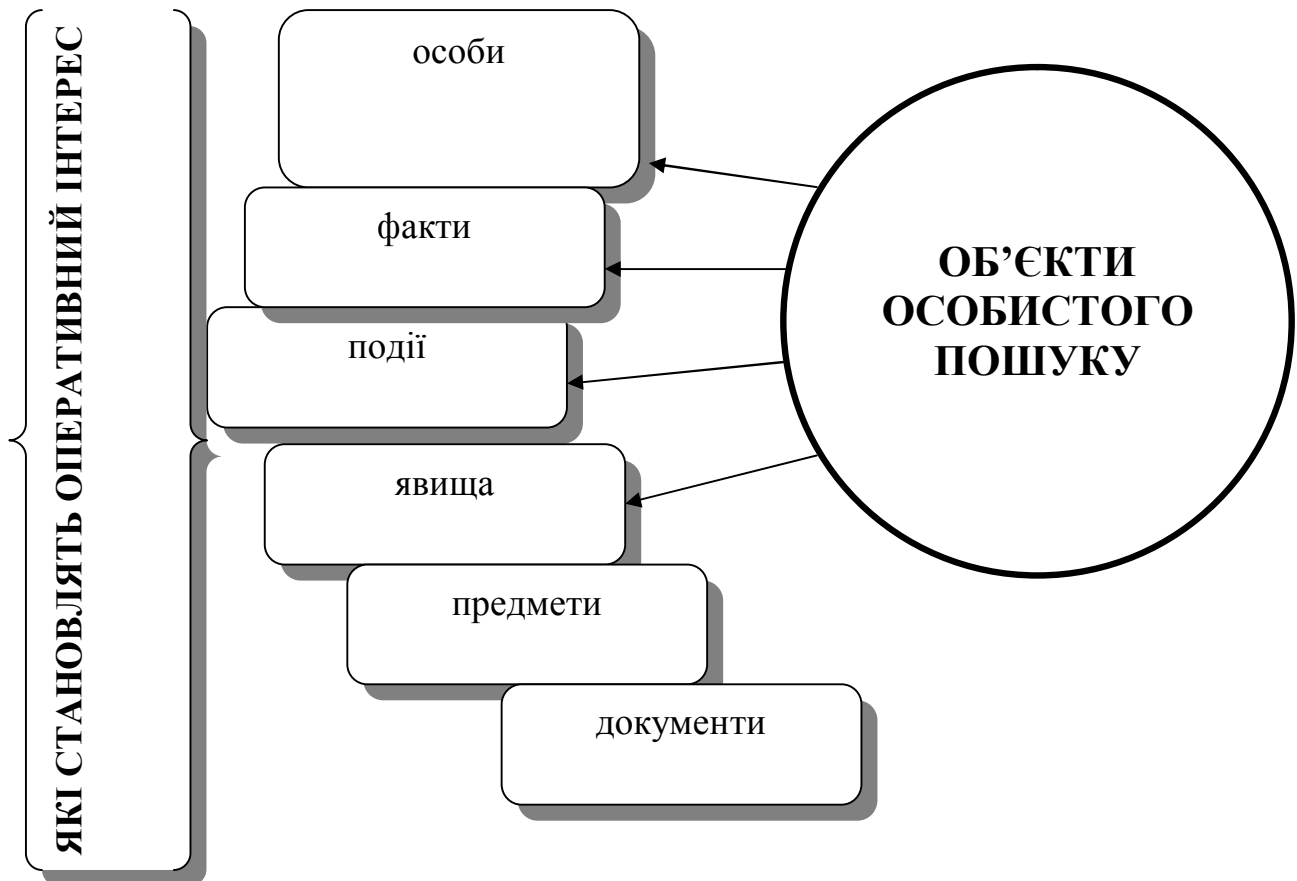 ЯКІ СТАНОВЛЯТЬ ОПЕРАТИВНИЙ ІНТЕРЕС
особи
факти
події
явища
предмети
документи
ОБ’ЄКТИ
ОСОБИСТОГО
ПОШУКУ